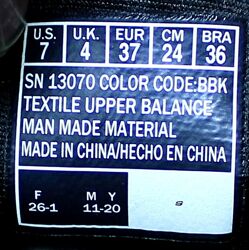 U.S. U.K. EUR CM BRA
7 4 37 24 36
SN 13070 COLOR CODE:BBK
TEXTILE UPPER BALANCE
MAN MADE MATERIAL
MADE IN CHINA/HECHO EN CHINA
F M Y
26-1 11-20